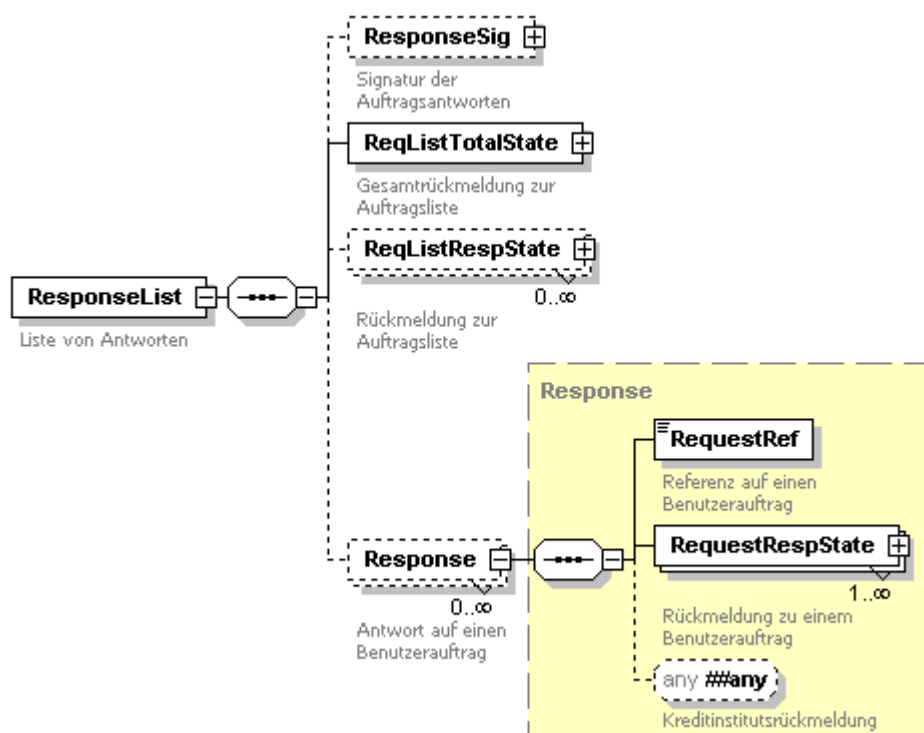 ResponseSig
Signatur der
Auftragsantworten
ReqListTotalState
Gesamtrückmeldung zur
Auftragsliste
ReqListRespState
0..∞
Rückmeldung zur
Auftragsliste
ResponseList
Liste von Antworten
Response
RequestRef
Referenz auf einen
Benutzerauftrag
RequestRespState
1..∞
Rückmeldung zu einem
Benutzerauftrag
any ##any
Kreditinstitutsrückmeldung
Response
0..∞
Antwort auf einen
Benutzerauftrag